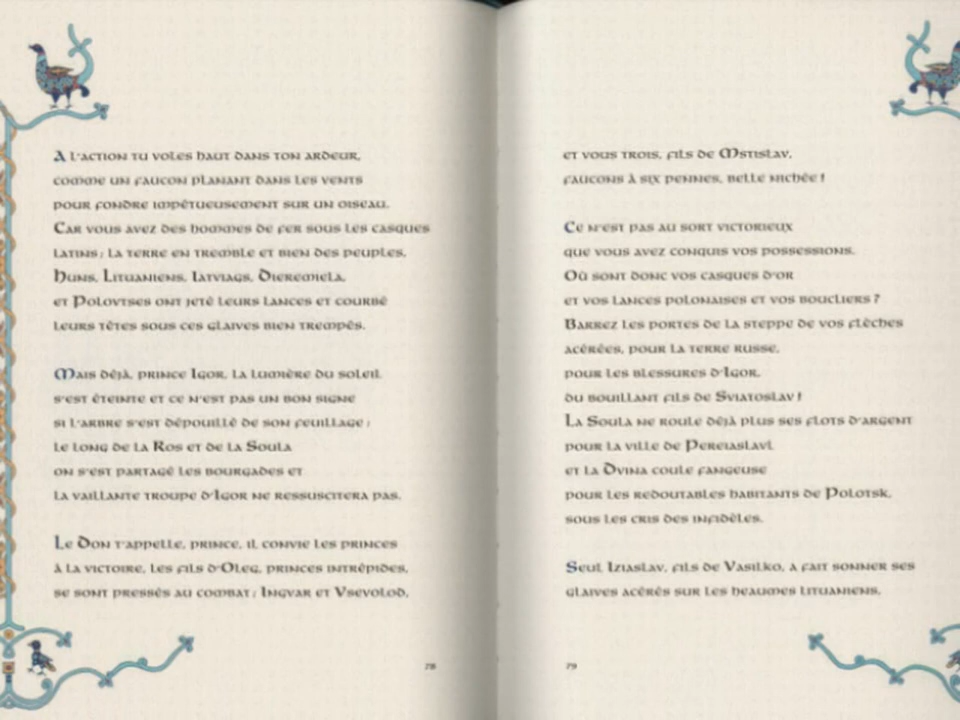 A l'action tu voles haut dans ton ardeur,
comme un faucon planant dans les vents
pour fondre impétueusement sur un oiseau.
Car vous avez des hommes de fer sous les casques
latins ; la terre en tremble et bien des peuples,
Huns, Lituaniens, Iatviags, Dieremela,
et Polovtses ont jeté leurs lances et courbé
leurs têtes sous ces glaives bien trempés.
Mais déjà, prince Igor, la lumière du soleil
s'est éteinte et ce n'est pas un bon signe
si l'arbre s'est dépouillé de son feuillage ;
le long de la Ros et de la Soula
on s'est partagé les bourgades et
la vaillante troupe d'Igor ne ressuscitera pas.
Le Don t'appelle, prince, il convie les princes
à la victoire, les fils d'Oleg, princes intrépides,
se sont pressés au combat ; Ingvar et Vsevolod,
78
et vous trois, fils de Mstislav,
faucons à six pennes, belle nichée !
Ce n'est pas au sort victorieux
que vous avez conquis vos possessions.
Où sont donc vos casques d'or
et vos lances polonaises et vos boucliers ?
Barrez les portes de la steppe de vos flèches
acérées, pour la terre russe,
pour les blessures d'Igor,
du bouillant fils de Sviatoslav !
La Soula ne roule déjà plus ses flots d'argent
pour la ville de Pereiaslavl
et la Dvina coule fangeuse
pour les redoutables habitants de Polotsk,
sous les cris des infidèles.
Seul Iziaslav, fils de Vasilko, a fait sonner ses
glaives acérés sur les heaumes lituaniens,
79